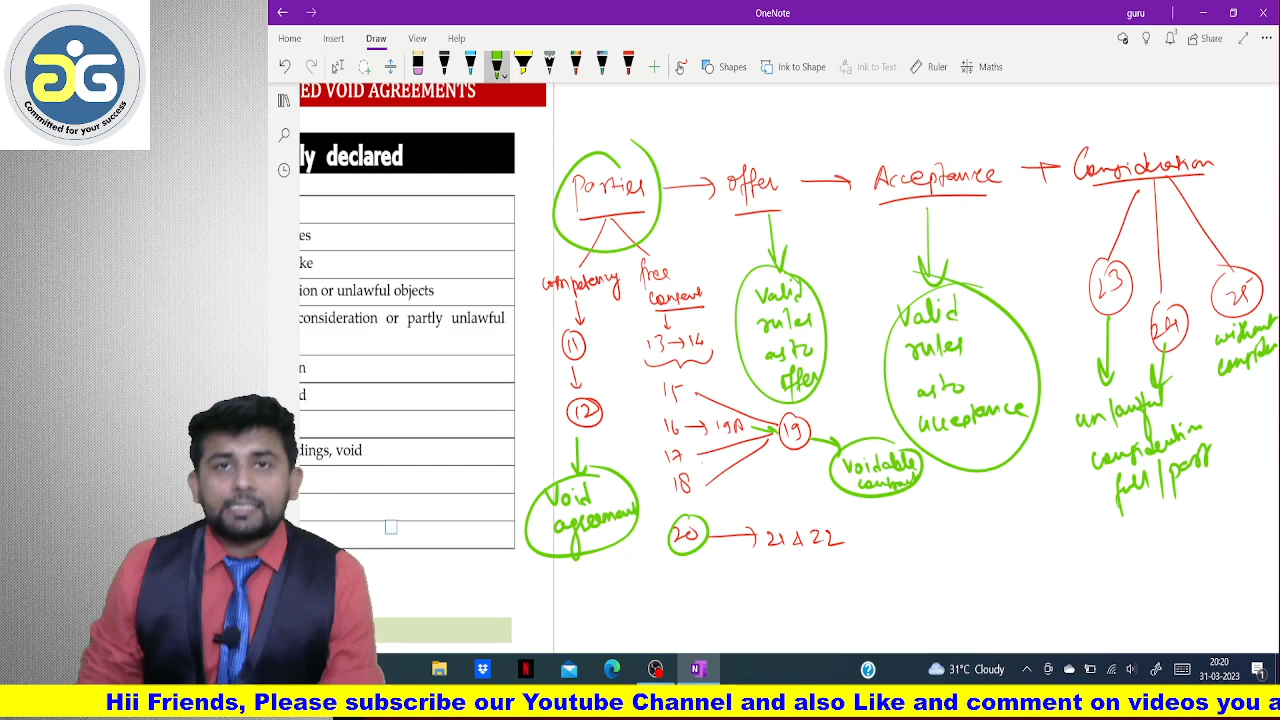 Committed for your success
OneNote
guru
Home Insert Draw View Help
3
Share
Shapes
Ink to Shape
Ink to Text
Ruler
Maths
ED VOID AGREEMENTS
ly declared
es
ke
ion or unlawful objects
consideration or partly unlawful
n
d
dings, void
Parties → Offer → Acceptance → Consideration
competency
free
consent
11
12
Void
agreement
13 → 14
15
16 → 19A
17
18
19
Voidable
contract
20 → 21 & 22
Valid
rules
as to
offer
Valid
rules
as to
acceptance
23
24
25
without
unlawful
consideration
full/part
31°C Cloudy
20:20
31-03-2023
1
Hii Friends, Please subscribe our Youtube Channel and also Like and comment on videos you a